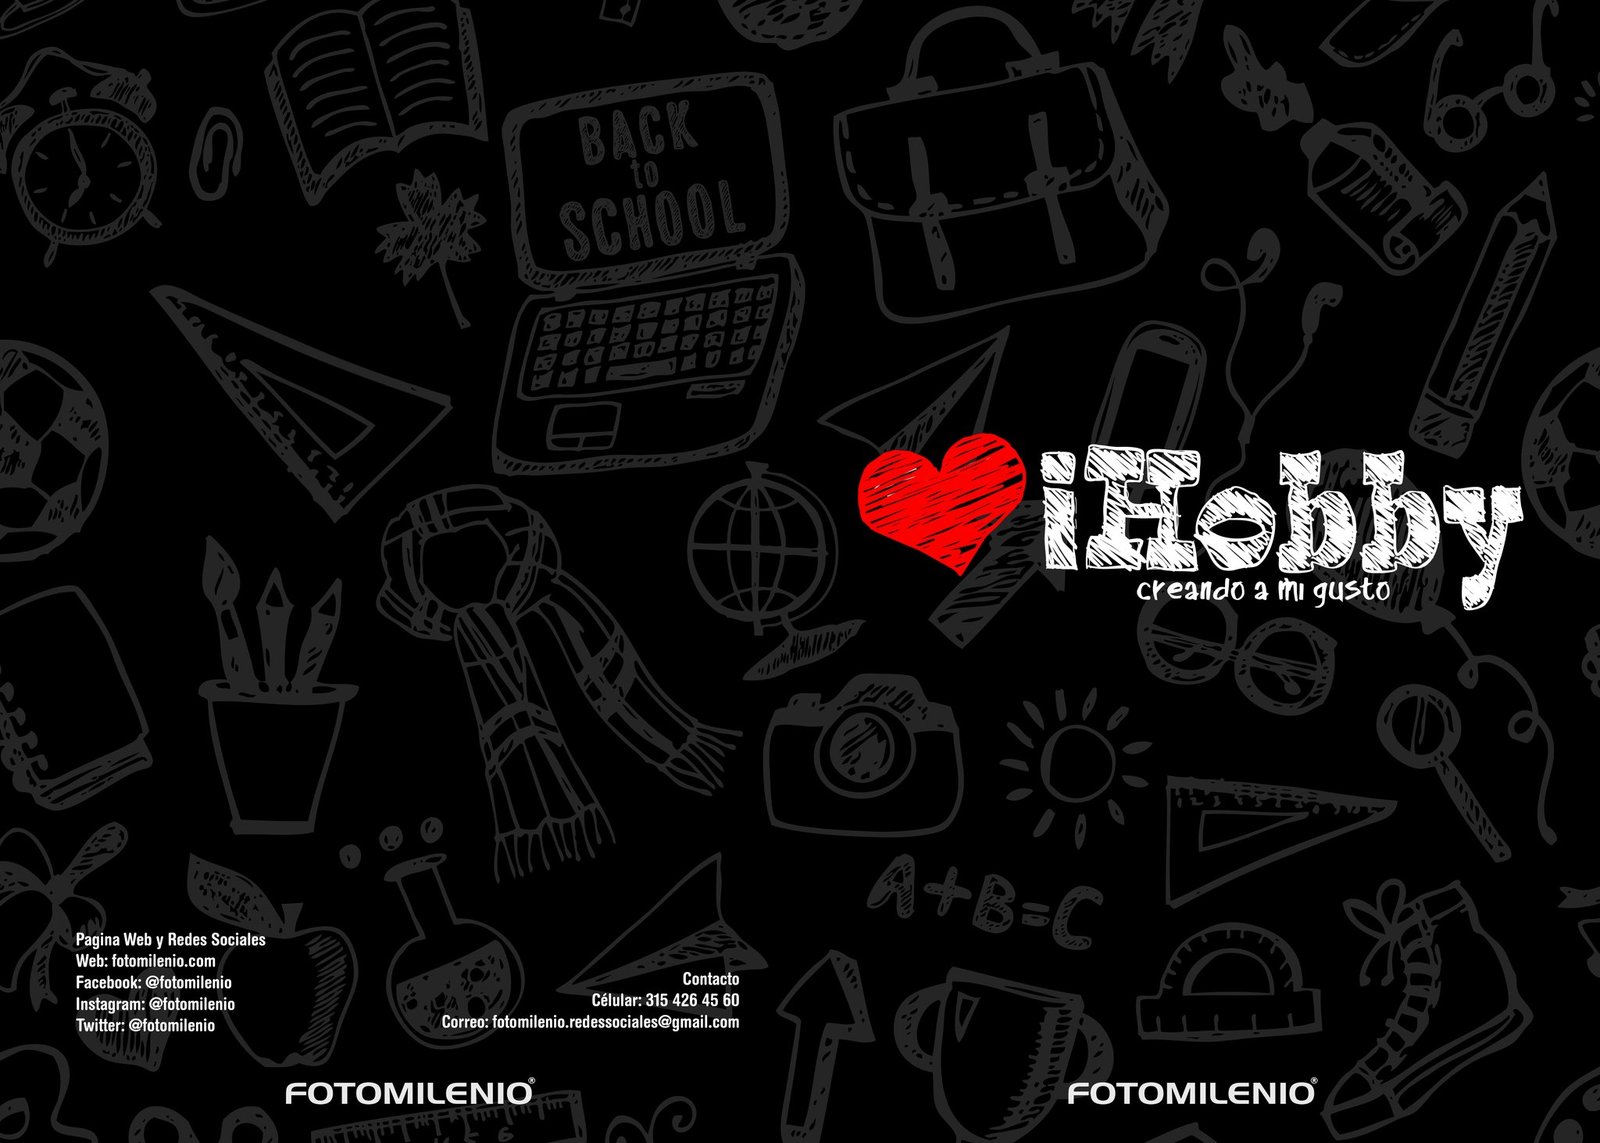 BACK
to
SCHOOL
iHobby
creando a mi gusto
A+B=C
Pagina Web y Redes Sociales
Web: fotomilenio.com
Facebook: @fotomilenio
Instagram: @fotomilenio
Twitter: @fotomilenio
Contacto
Célular: 315 426 45 60
Correo: fotomilenio.redessociales@gmail.com
FOTOMILENIO®
FOTOMILENIO®